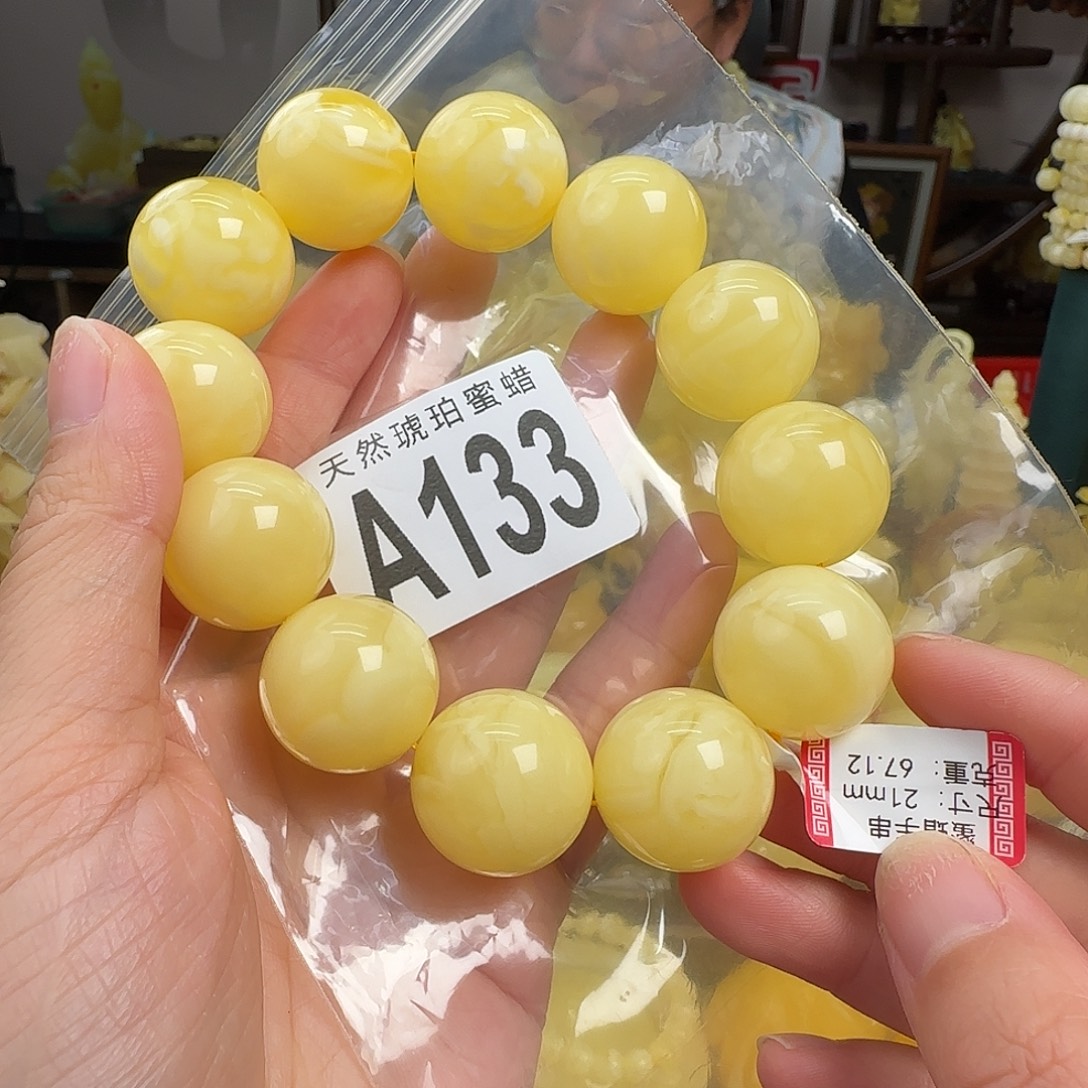 天然琥珀蜜蜡
A133
蜜蜡手串
尺寸：21mm
克重：67.12